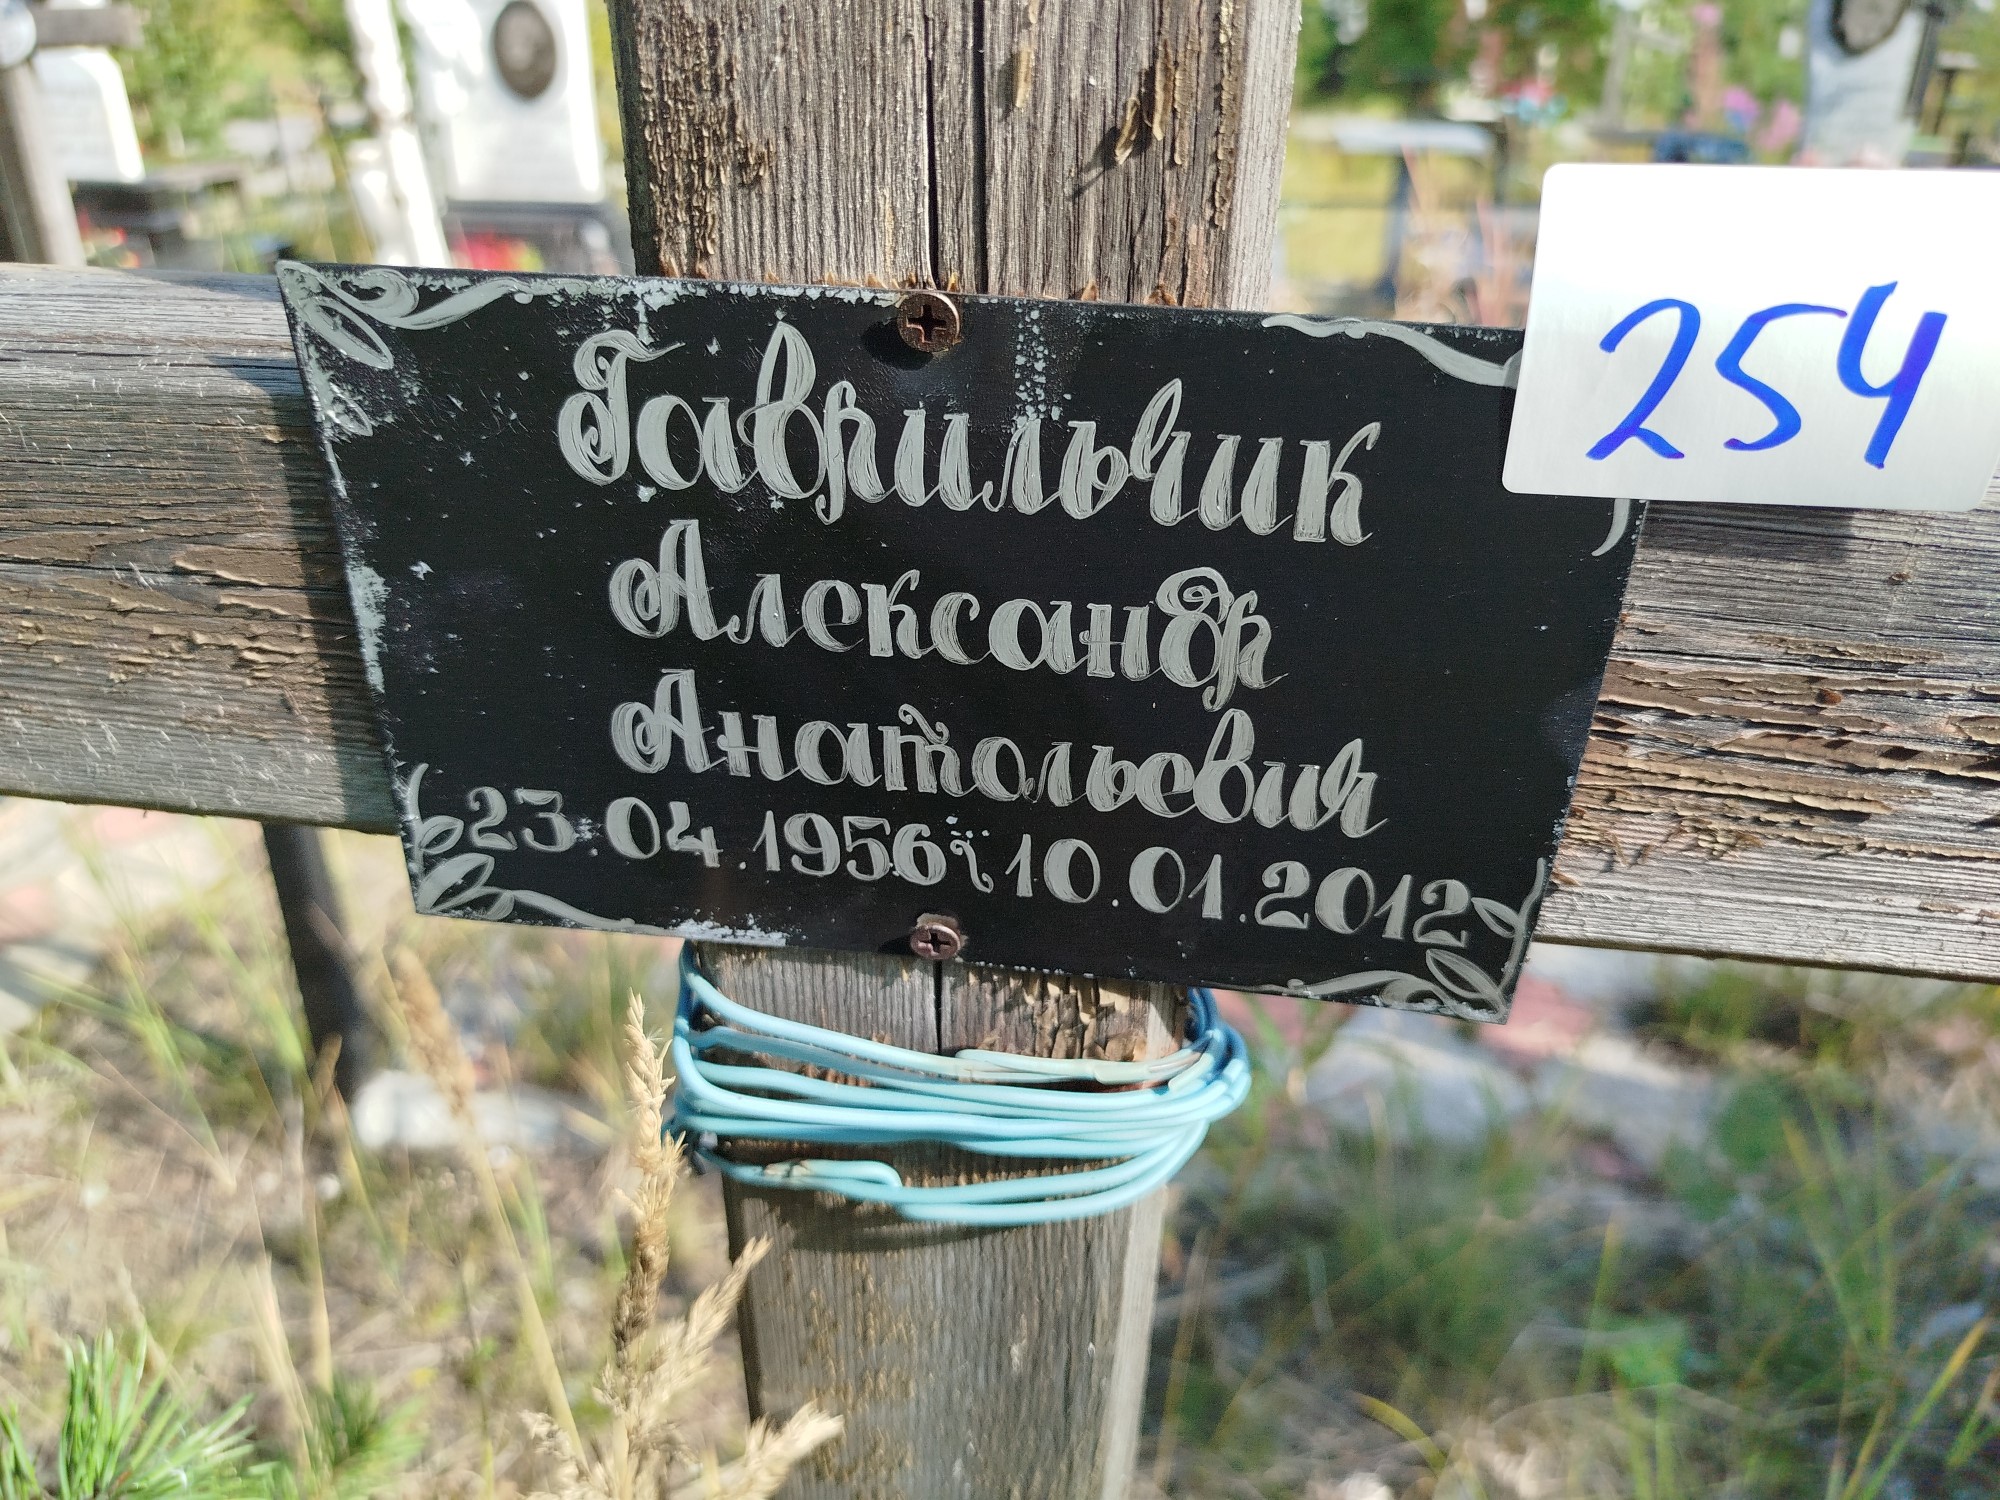 254
Гаврильчик
Александр
Анатольевич
23.04.1956 г. 10.01.2012